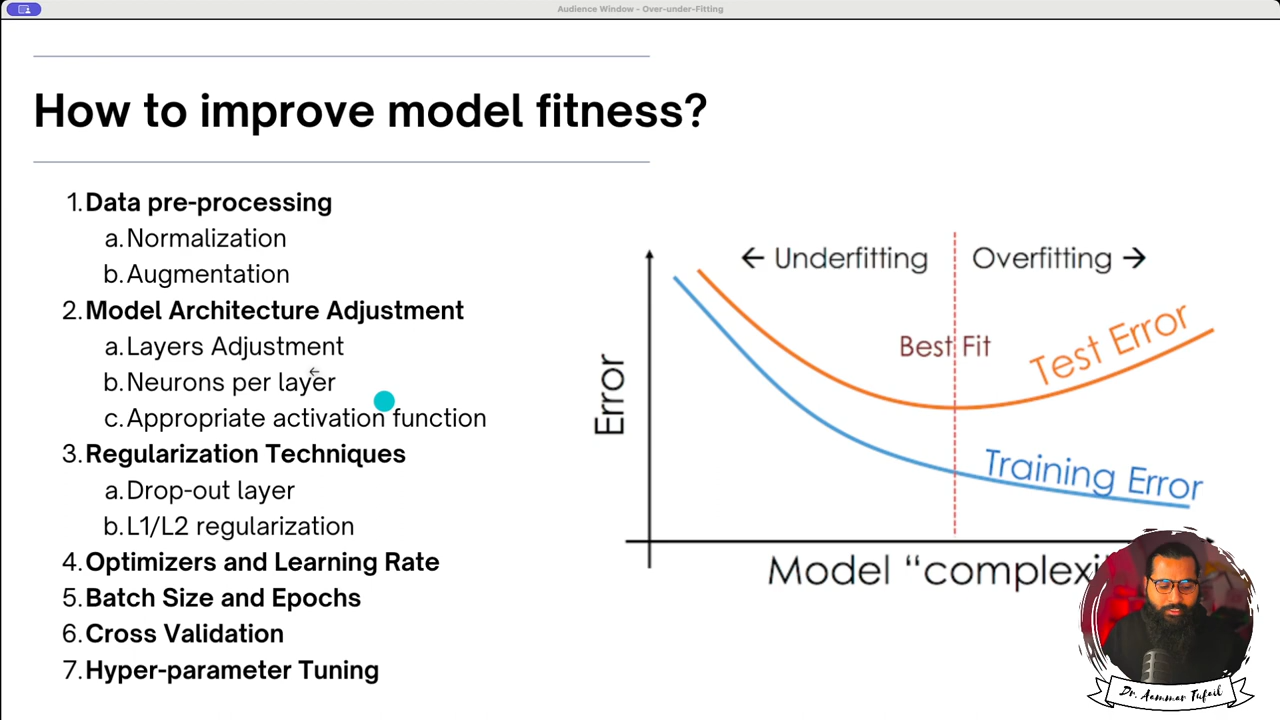 Audience Window - Over-under-Fitting
How to improve model fitness?
1. Data pre-processing
a. Normalization
b. Augmentation
2. Model Architecture Adjustment
a. Layers Adjustment
b. Neurons per layer
c. Appropriate activation function
3. Regularization Techniques
a. Drop-out layer
b. L1/L2 regularization
4. Optimizers and Learning Rate
5. Batch Size and Epochs
6. Cross Validation
7. Hyper-parameter Tuning
← Underfitting
Overfitting →
Best Fit
Test Error
Training Error
Error
Model “complexi
Dr. Aammar Tufail